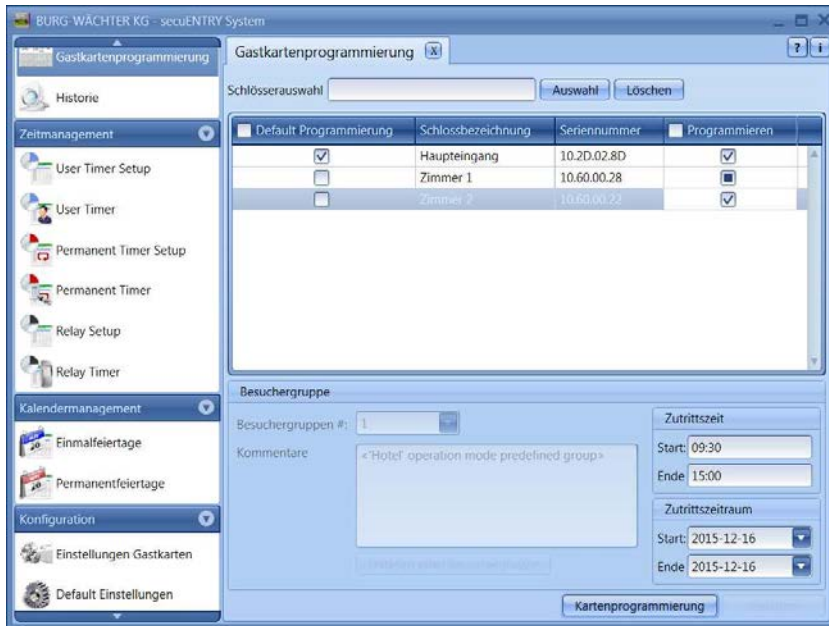 BURG-WÄCHTER KG - secuENTRY System
Gastkartenprogrammierung
Historie
Zeitmanagement
User Timer Setup
User Timer
Permanent Timer Setup
Permanent Timer
Relay Setup
Relay Timer
Kalendermanagement
Einmalfeiertage
Permanentfeiertage
Konfiguration
Einstellungen Gastkarten
Default Einstellungen
Gastkartenprogrammierung X
? i
Schlösserauswahl Auswahl Löschen
Default Programmierung Schlossbezeichnung Seriennummer Programmieren
Haupteingang 10.2D.02.8D
Zimmer 1 10.60.00.28
Zimmer 2 10.60.00.22
Besuchergruppe
Besuchergruppen #: 1
Kommentare <"Hotel' operation mode predefined group>
Zutrittszeit
Start: 09:30
Ende 15:00
Zutrittszeitraum
Start: 2015-12-16
Ende 2015-12-16
Kartenprogrammierung